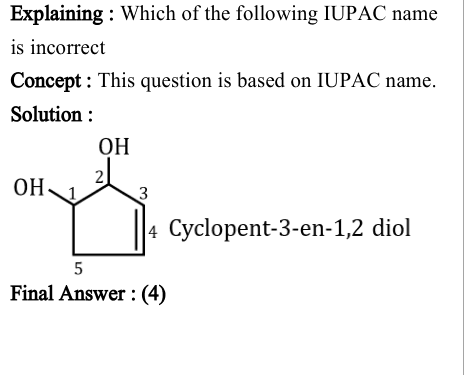 Explaining : Which of the following IUPAC name
is incorrect
Concept : This question is based on IUPAC name.
Solution :
OH
2
OH
1
3
4 Cyclopent-3-en-1,2 diol
5
Final Answer : (4)